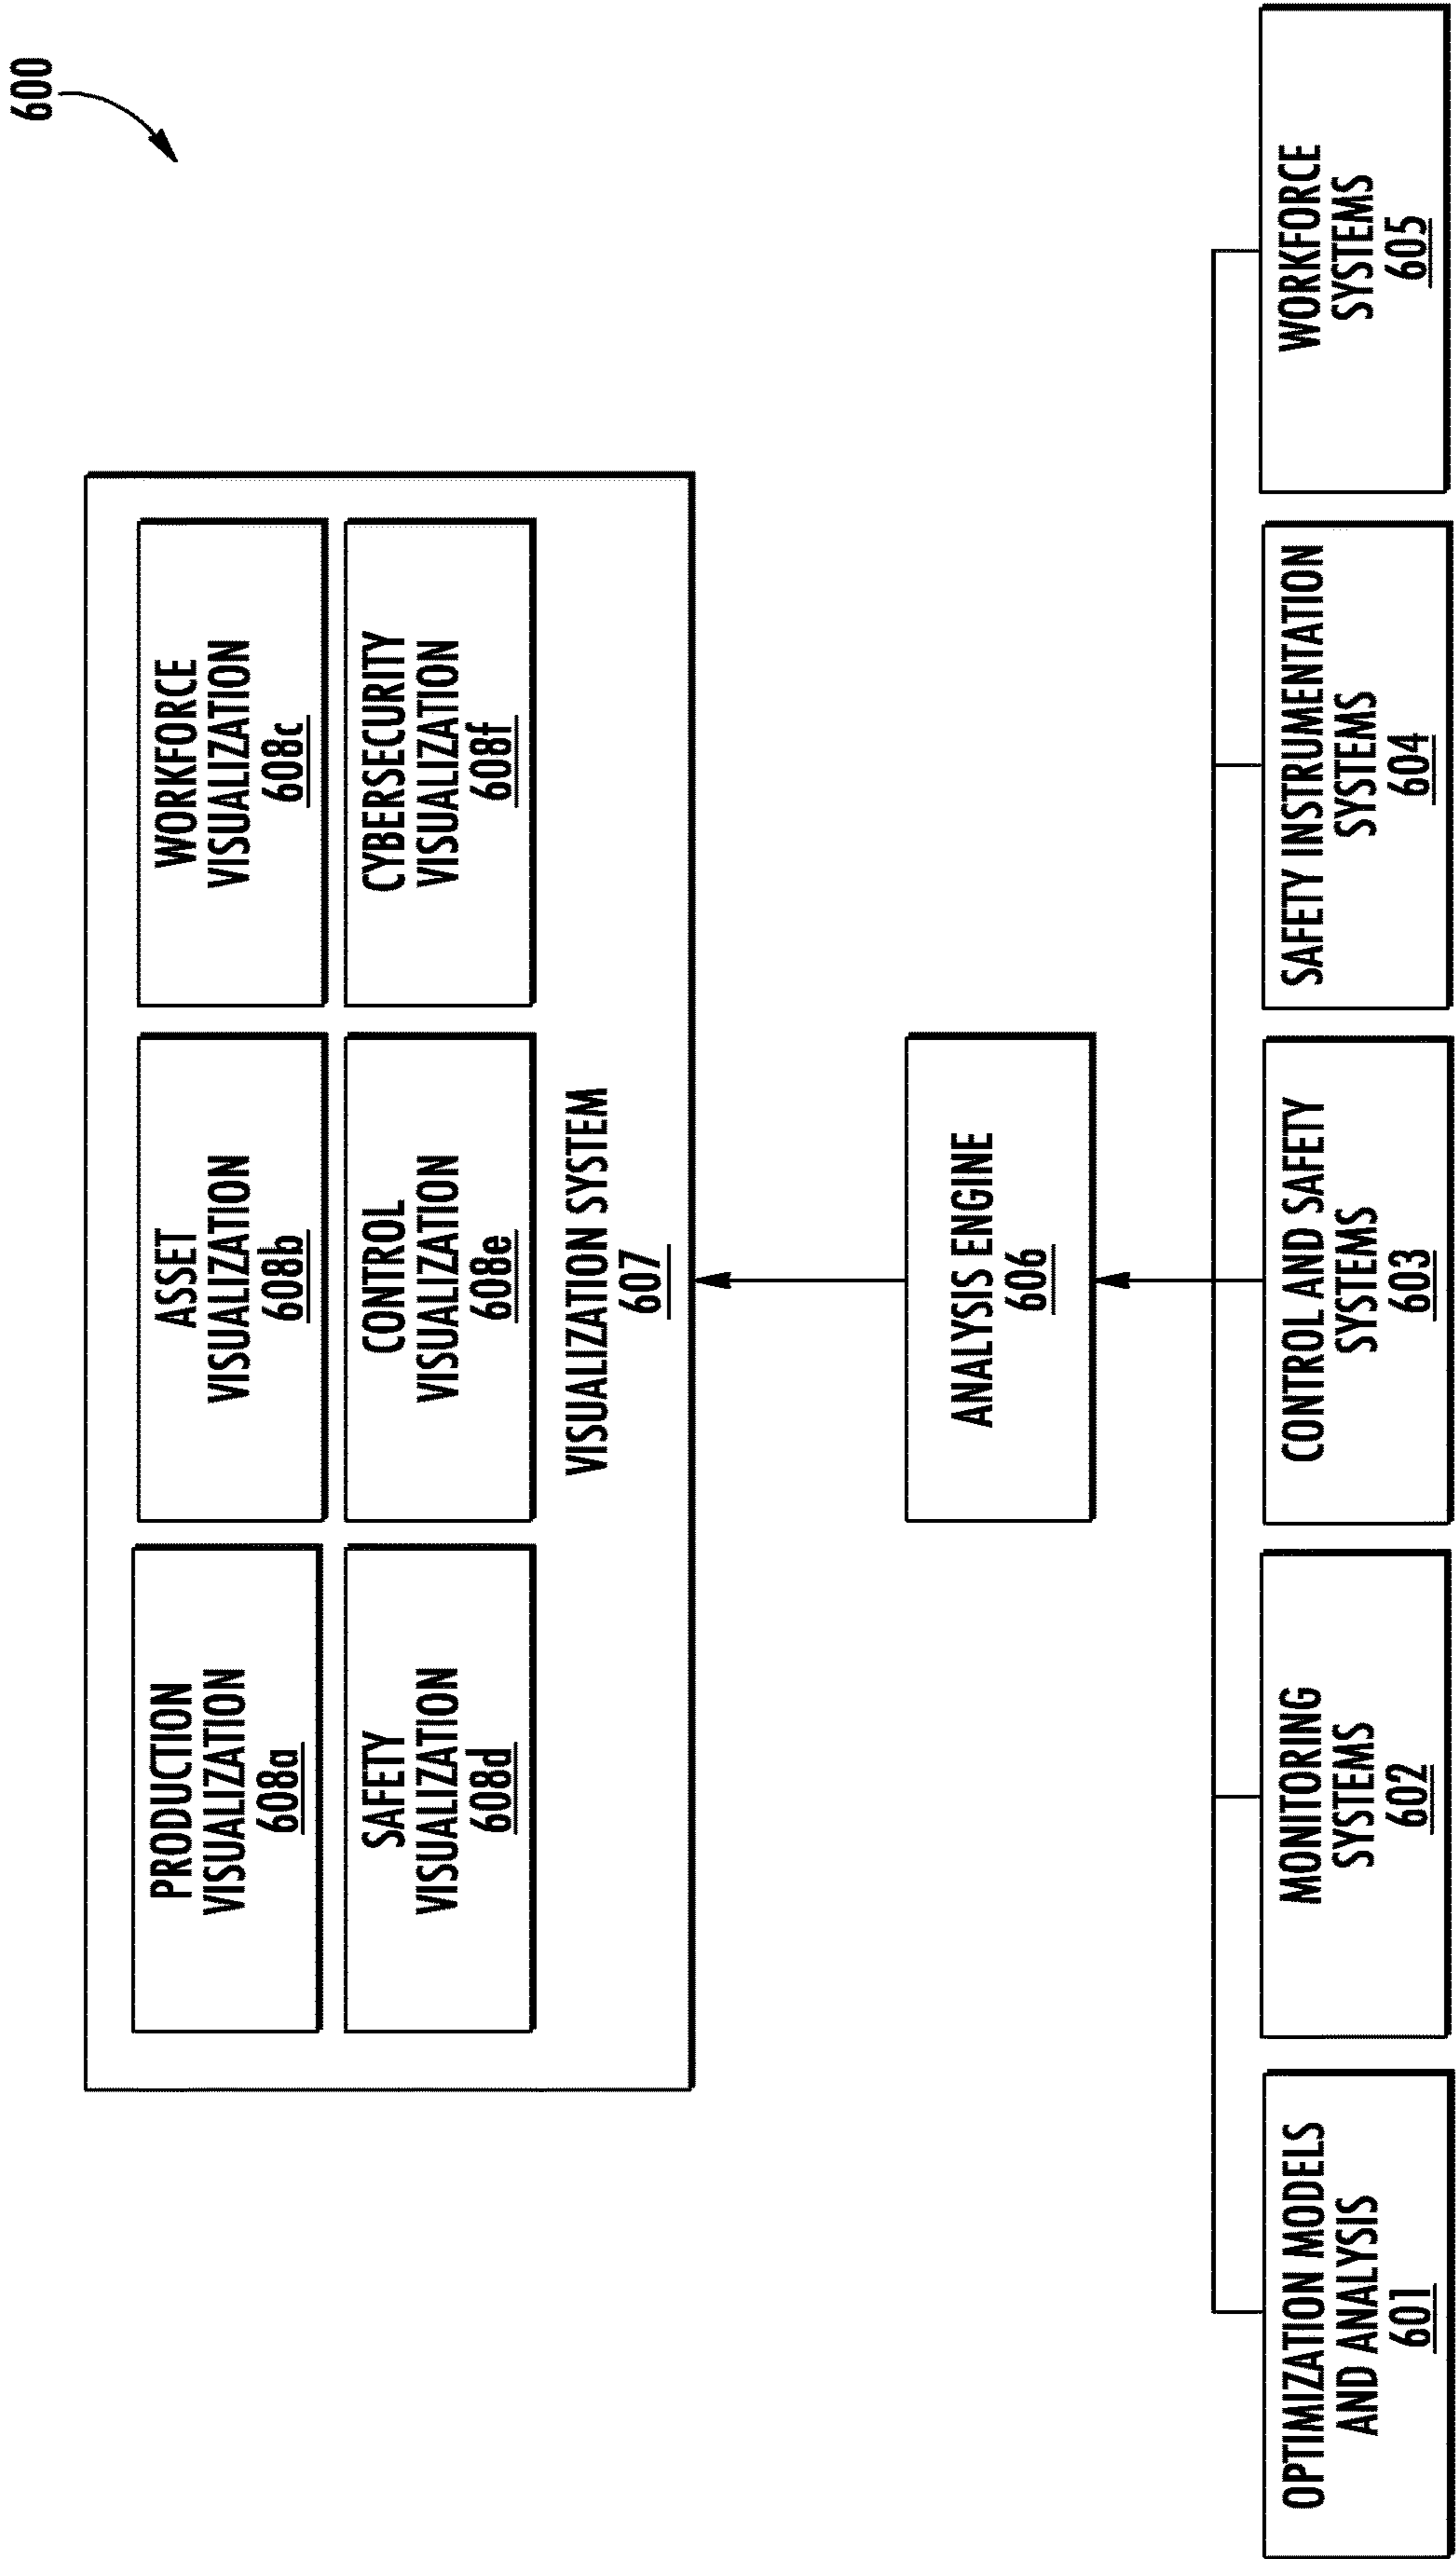 600
PRODUCTION
VISUALIZATION
608a
ASSET
VISUALIZATION
608b
WORKFORCE
VISUALIZATION
608c
SAFETY
VISUALIZATION
608d
CONTROL
VISUALIZATION
608e
CYBERSECURITY
VISUALIZATION
608f
VISUALIZATION SYSTEM
607
ANALYSIS ENGINE
606
OPTIMIZATION MODELS
AND ANALYSIS
601
MONITORING
SYSTEMS
602
CONTROL AND SAFETY
SYSTEMS
603
SAFETY INSTRUMENTATION
SYSTEMS
604
WORKFORCE
SYSTEMS
605